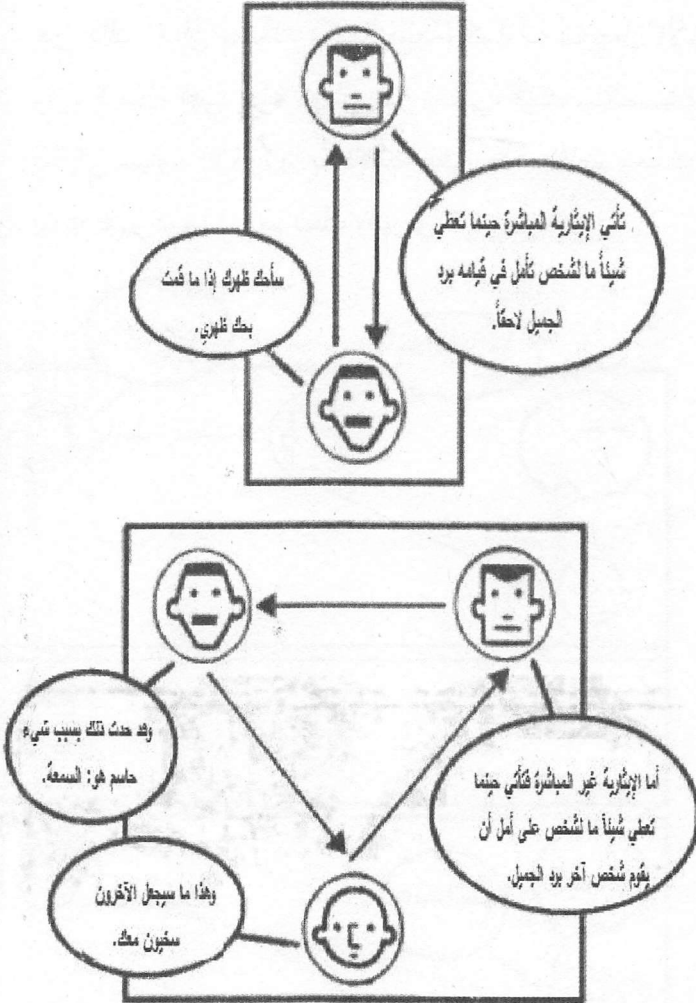 تأتي الإيثارية المباشرة حينما تعطي
شيئاً ما لشخص تأمل في قيامه برد
الجميل لاحقاً.
سأحك ظهرك إذا ما قمت
بحك ظهري.
أما الإيثارية غير المباشرة فتأتي حينما
تعطي شيئاً ما لشخص على أمل أن
يقوم شخص آخر برد الجميل.
وقد حدث ذلك بسبب شيء
حاسم هو: السمعة.
وهذا ما سيجعل الآخرون
سخيون معك.